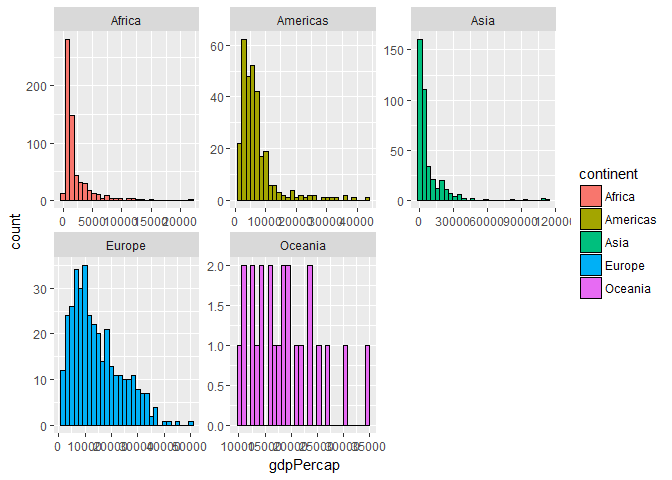 Africa
Americas
Asia
200
100
0
0 5000 10000 15000 20000
60
40
20
0
0 10000 20000 30000 40000
150
100
50
0
0 30000 60000 90000 120000
count
Europe
Oceania
30
20
10
0
0 10000 20000 30000 40000 50000
2.0
1.5
1.0
0.5
0.0
10000 15000 20000 25000 30000 35000
gdpPercap
continent
Africa
Americas
Asia
Europe
Oceania